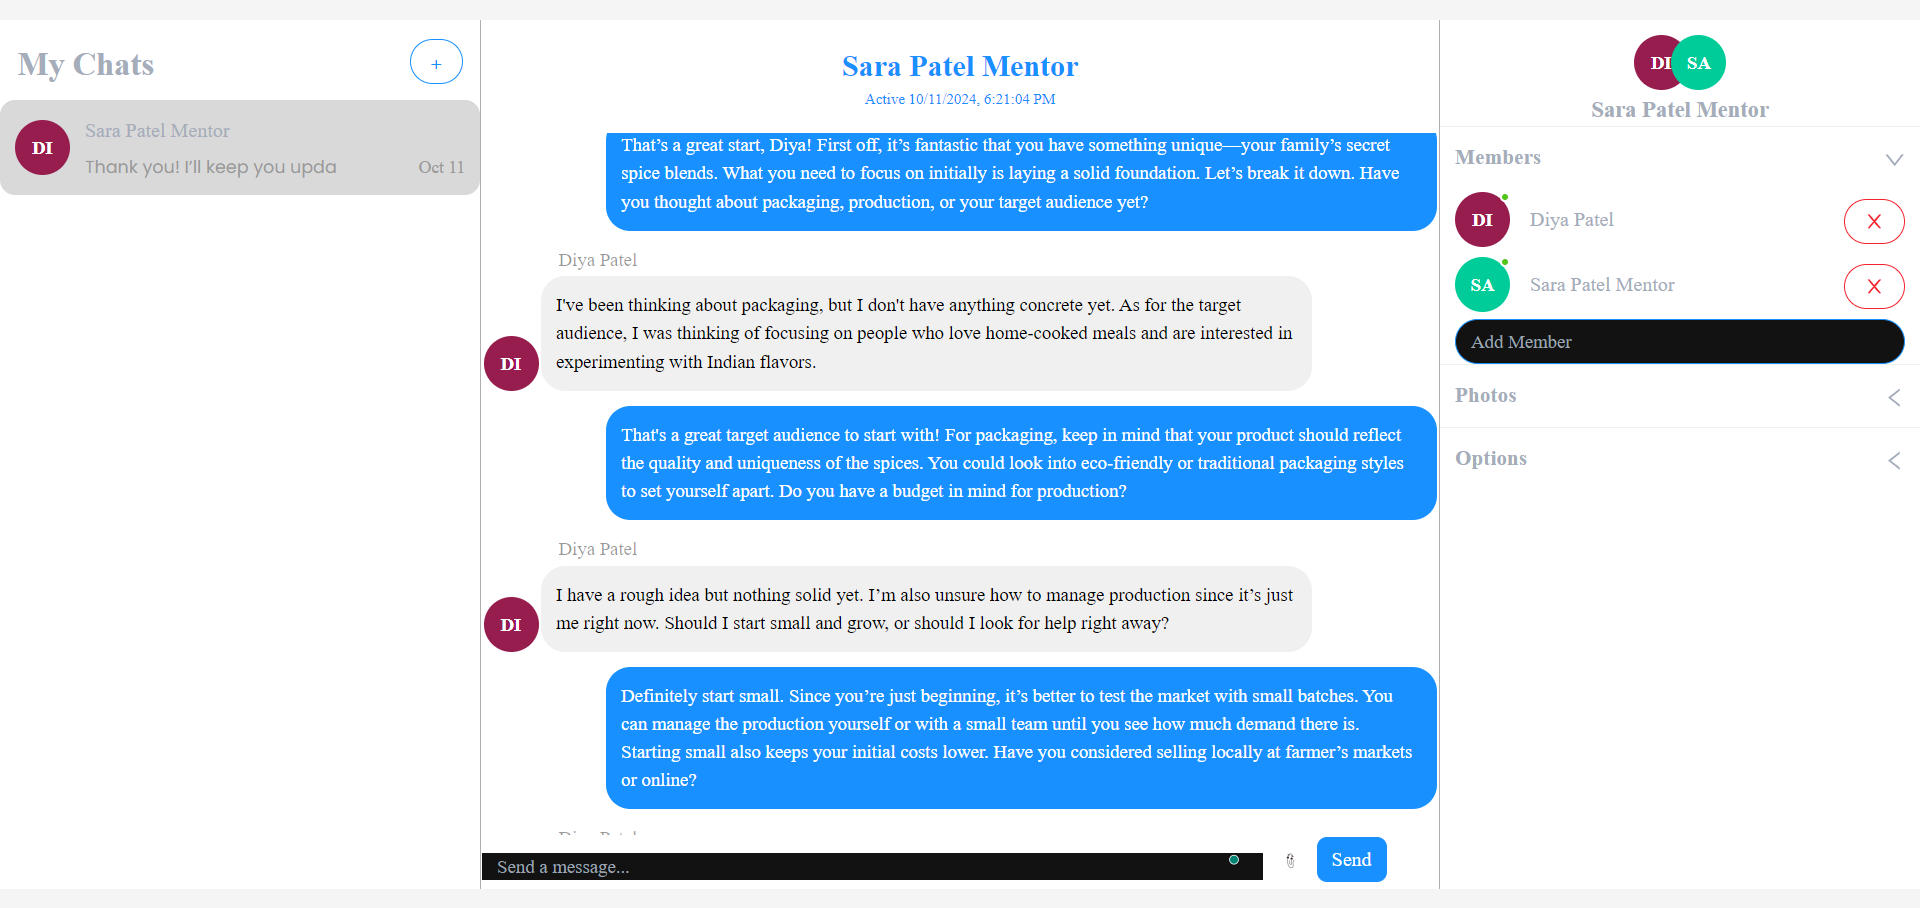 My Chats
+
DI
Sara Patel Mentor
Thank you! I'll keep you upda
Oct 11
Sara Patel Mentor
Active 10/11/2024, 6:21:04 PM
That’s a great start, Diya! First off, it’s fantastic that you have something unique—your family’s secret
spice blends. What you need to focus on initially is laying a solid foundation. Let’s break it down. Have
you thought about packaging, production, or your target audience yet?
Diya Patel
I've been thinking about packaging, but I don't have anything concrete yet. As for the target
audience, I was thinking of focusing on people who love home-cooked meals and are interested in
experimenting with Indian flavors.
DI
That's a great target audience to start with! For packaging, keep in mind that your product should reflect
the quality and uniqueness of the spices. You could look into eco-friendly or traditional packaging styles
to set yourself apart. Do you have a budget in mind for production?
Diya Patel
I have a rough idea but nothing solid yet. I’m also unsure how to manage production since it’s just
me right now. Should I start small and grow, or should I look for help right away?
DI
Definitely start small. Since you’re just beginning, it’s better to test the market with small batches. You
can manage the production yourself or with a small team until you see how much demand there is.
Starting small also keeps your initial costs lower. Have you considered selling locally at farmer’s markets
or online?
Diya Patel
Send a message...
Send
DI
SA
Sara Patel Mentor
Members
DI
Diya Patel
SA
Sara Patel Mentor
Add Member
Photos
Options